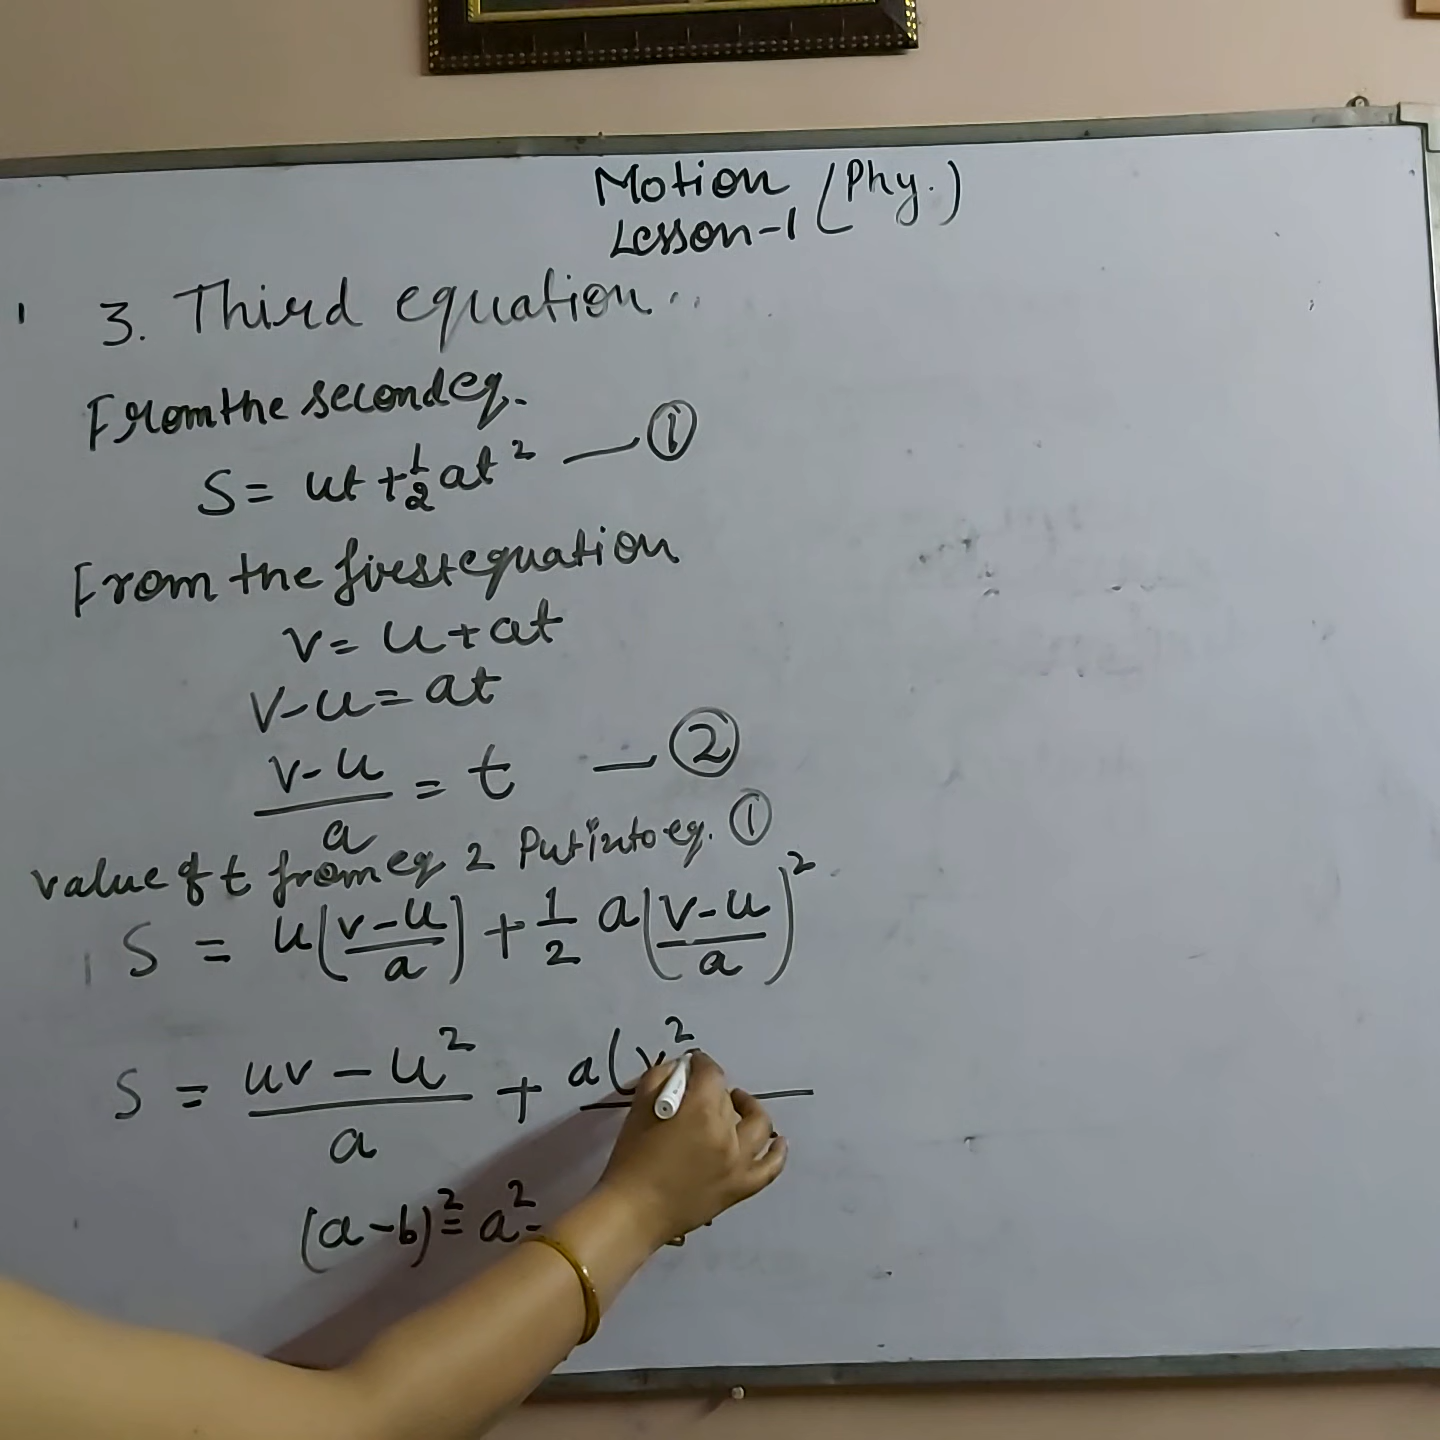 Motion (Phy.)
Lesson-1
3. Third equation..
From the second eq.
S = ut + 1/2 at² — ①
From the first equation
v = u + at
v - u = at
(v - u)/a = t — ②
value of t from eq 2 Put into eq. ①
S = u((v - u)/a) + 1/2 a((v - u)/a)²
S = (uv - u²)/a + a(v²
(a - b)² = a² -